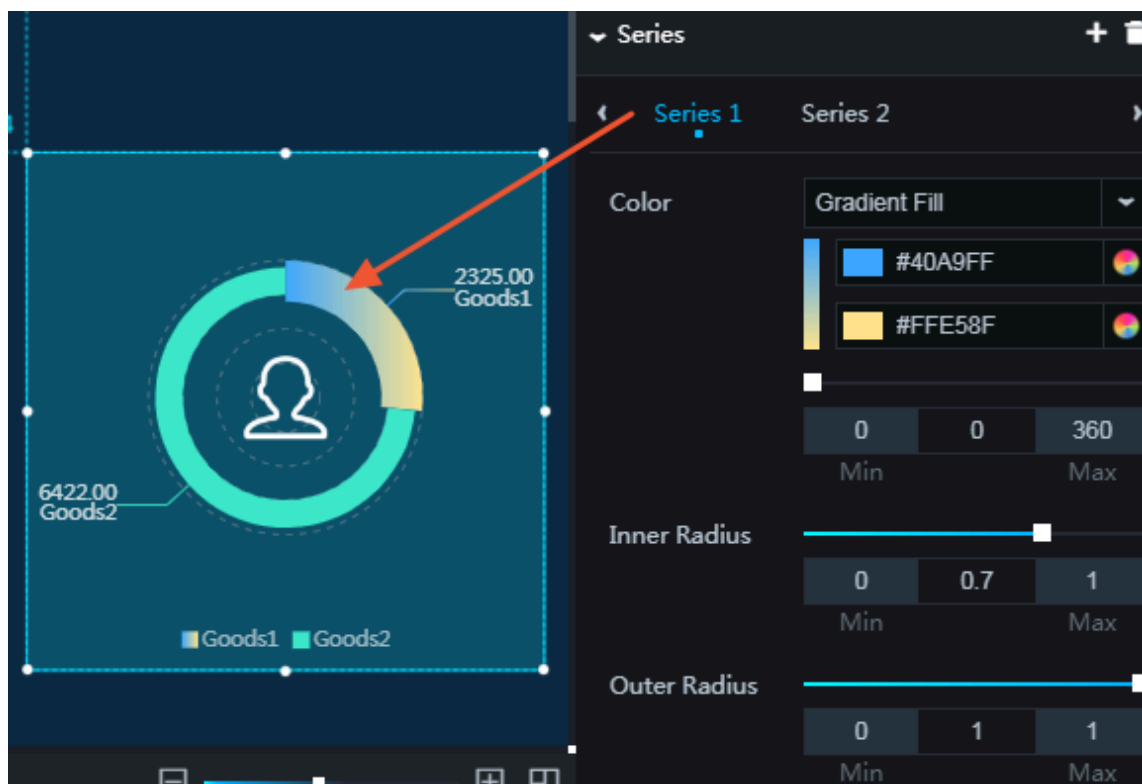 Series
Series 1 Series 2
Color
Gradient Fill
#40A9FF
#FFE58F
0 0 360
Min Max
Inner Radius
0 0.7 1
Min Max
Outer Radius
0 1 1
Min Max
2325.00
Goods1
6422.00
Goods2
Goods1 Goods2